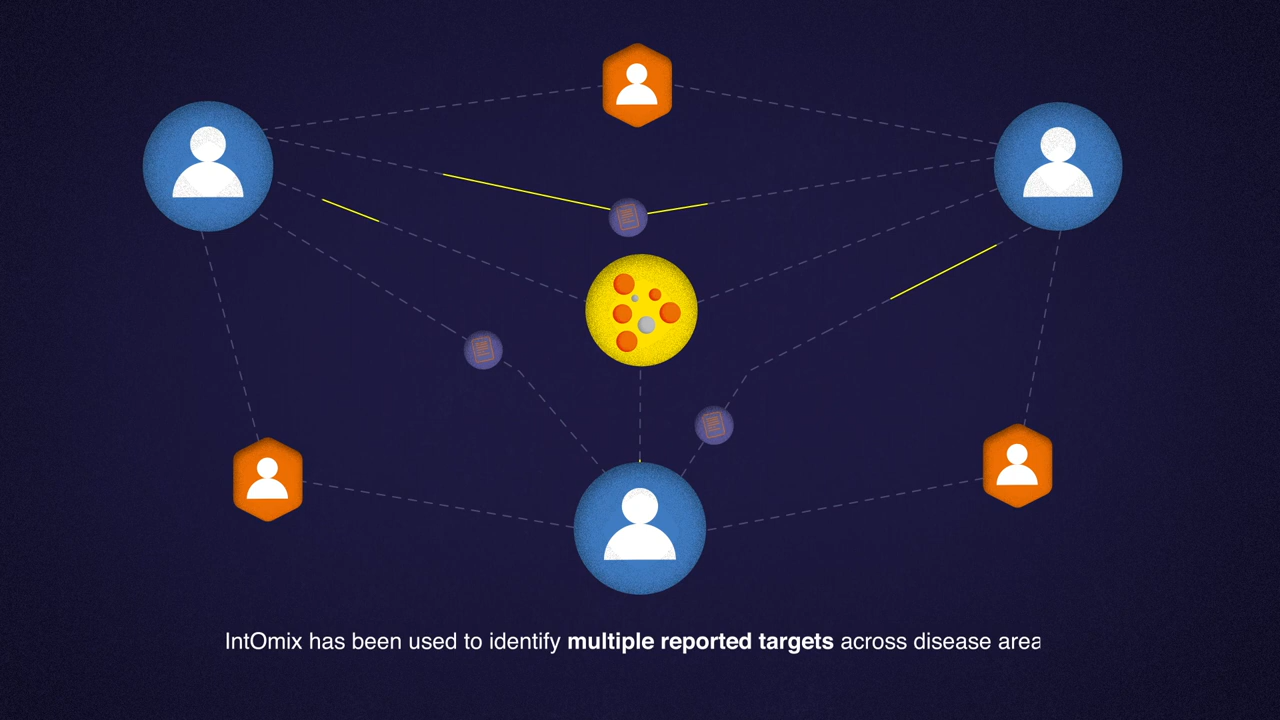 IntOmix has been used to identify multiple reported targets across disease area